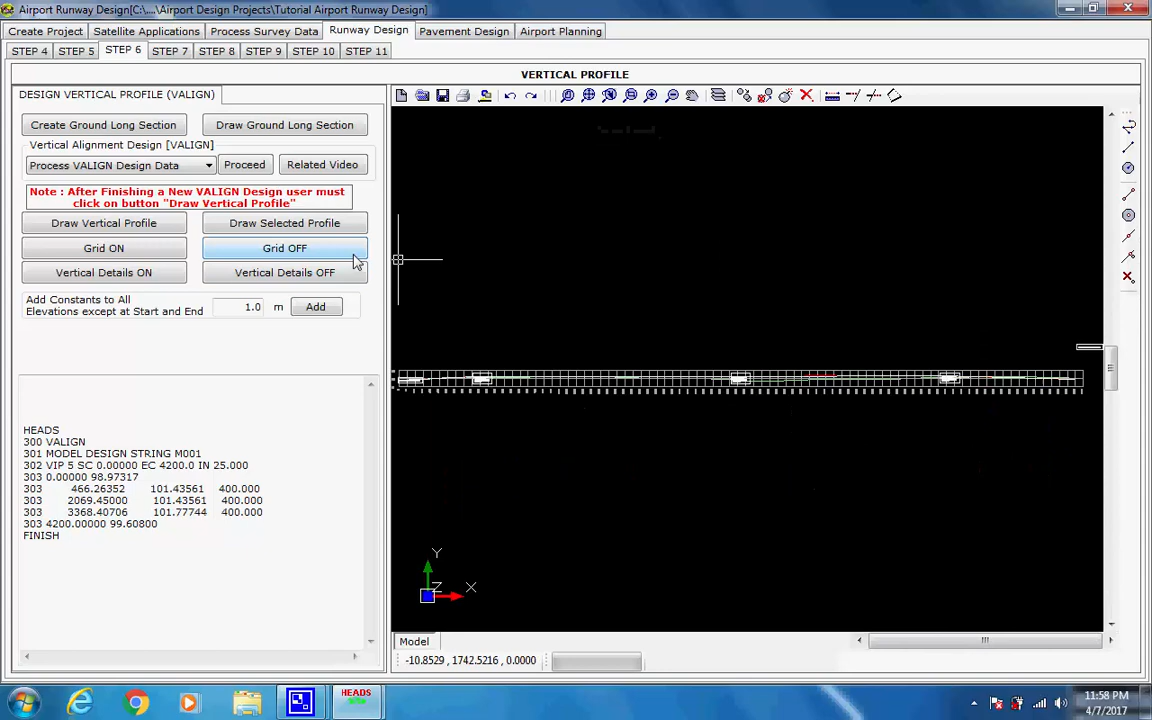 Airport Runway Design[C:\....\Airport Design Projects\Tutorial Airport Runway Design]
Create Project Satellite Applications Process Survey Data Runway Design Pavement Design Airport Planning
STEP 4 STEP 5 STEP 6 STEP 7 STEP 8 STEP 9 STEP 10 STEP 11
VERTICAL PROFILE
DESIGN VERTICAL PROFILE (VALIGN)
Create Ground Long Section Draw Ground Long Section
Vertical Alignment Design [VALIGN]
Process VALIGN Design Data Proceed Related Video
Note : After Finishing a New VALIGN Design user must
click on button "Draw Vertical Profile"
Draw Vertical Profile Draw Selected Profile
Grid ON Grid OFF
Vertical Details ON Vertical Details OFF
Add Constants to All
Elevations except at Start and End 1.0 m Add
HEADS
300 VALIGN
301 MODEL DESIGN STRING M001
302 VIP 5 SC 0.00000 EC 4200.0 IN 25.000
303 0.00000 98.97317
303 466.26352 101.43561 400.000
303 2069.45000 101.43561 400.000
303 3368.40706 101.77744 400.000
303 4200.00000 99.60800
FINISH
Y
Z X
Model
-10.8529, 1742.5216 , 0.0000
HEADS
11:58 PM
4/7/2017